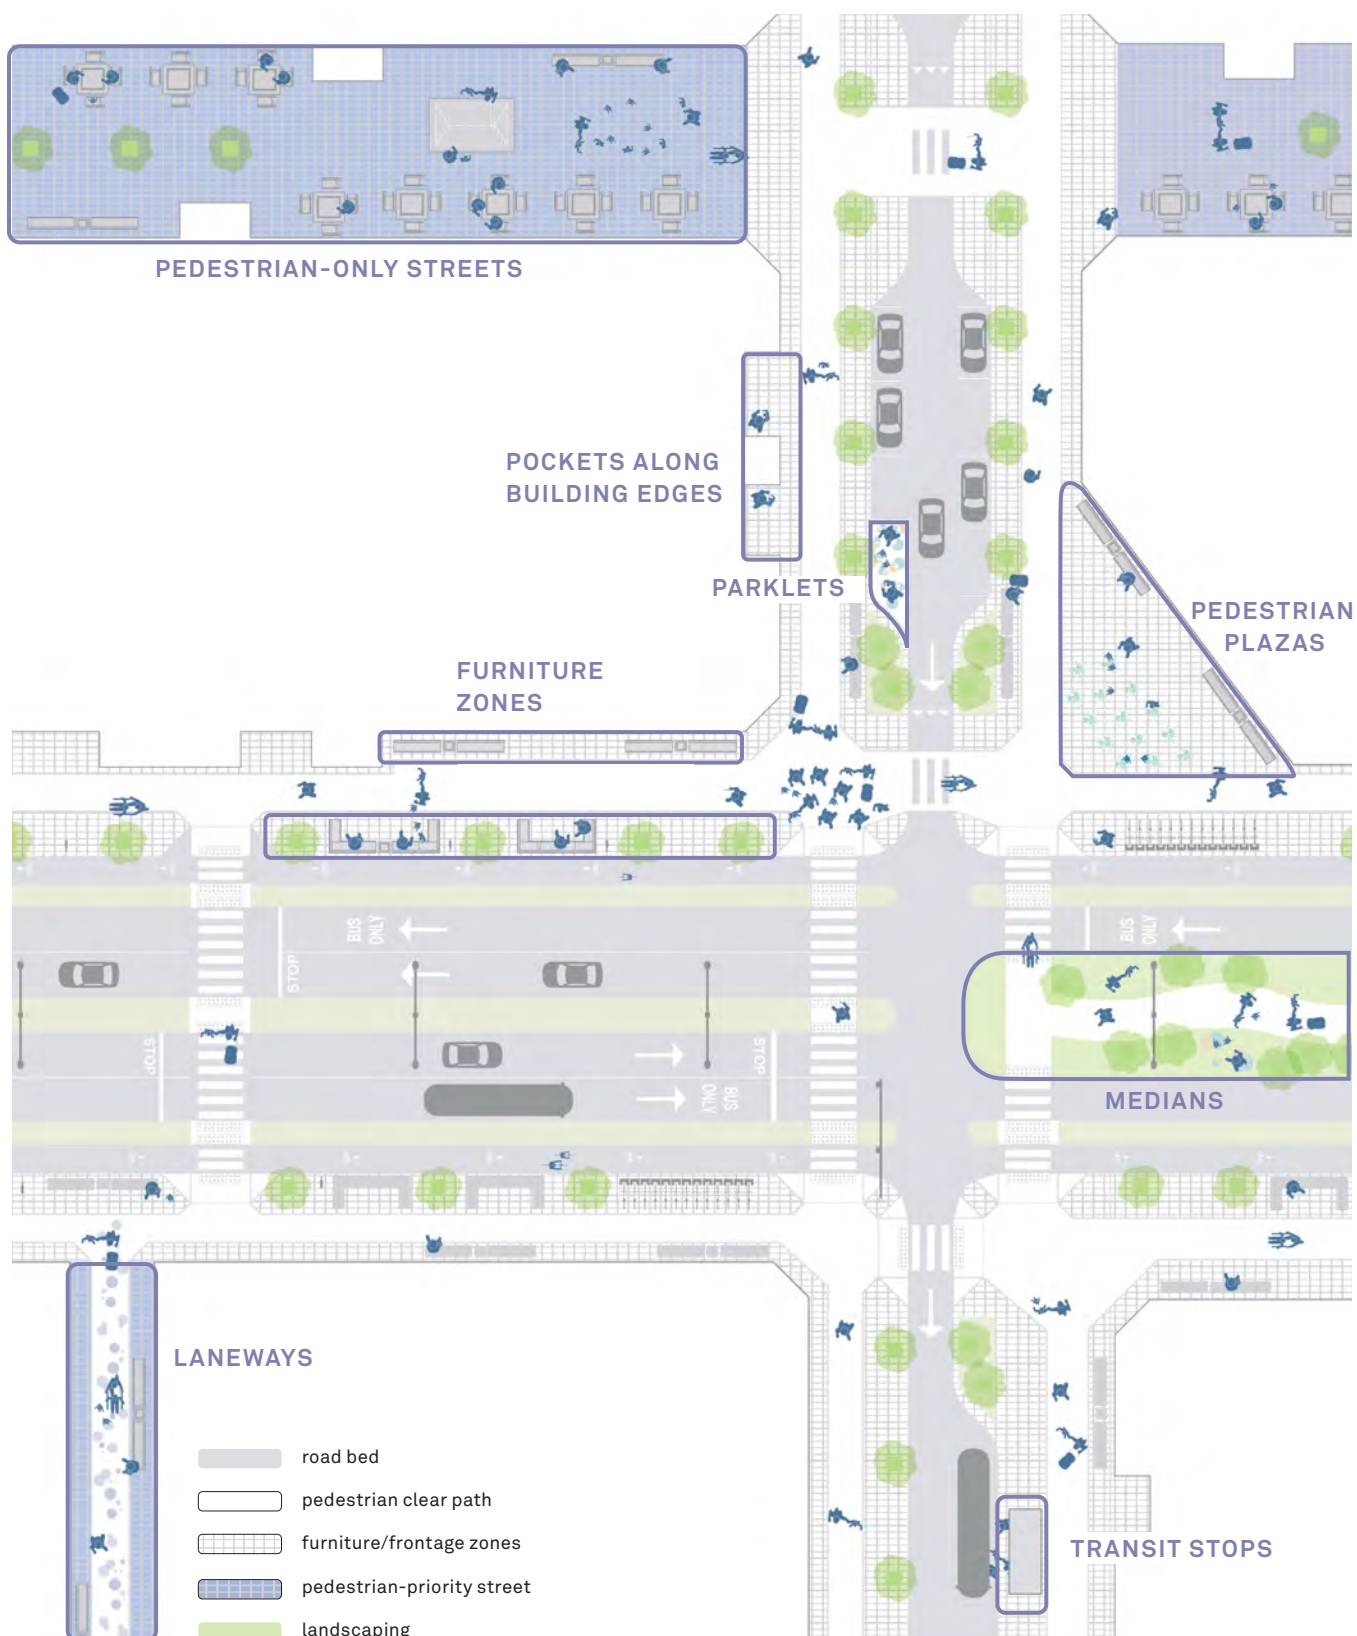 PEDESTRIAN-ONLY STREETS
POCKETS ALONG
BUILDING EDGES
PARKLETS
PEDESTRIAN
PLAZAS
FURNITURE
ZONES
BUS
ONLY
STOP
BUS
ONLY
STOP
STOP
BUS
ONLY
MEDIANS
LANEWAYS
road bed
pedestrian clear path
furniture/frontage zones
pedestrian-priority street
landscaping
TRANSIT STOPS